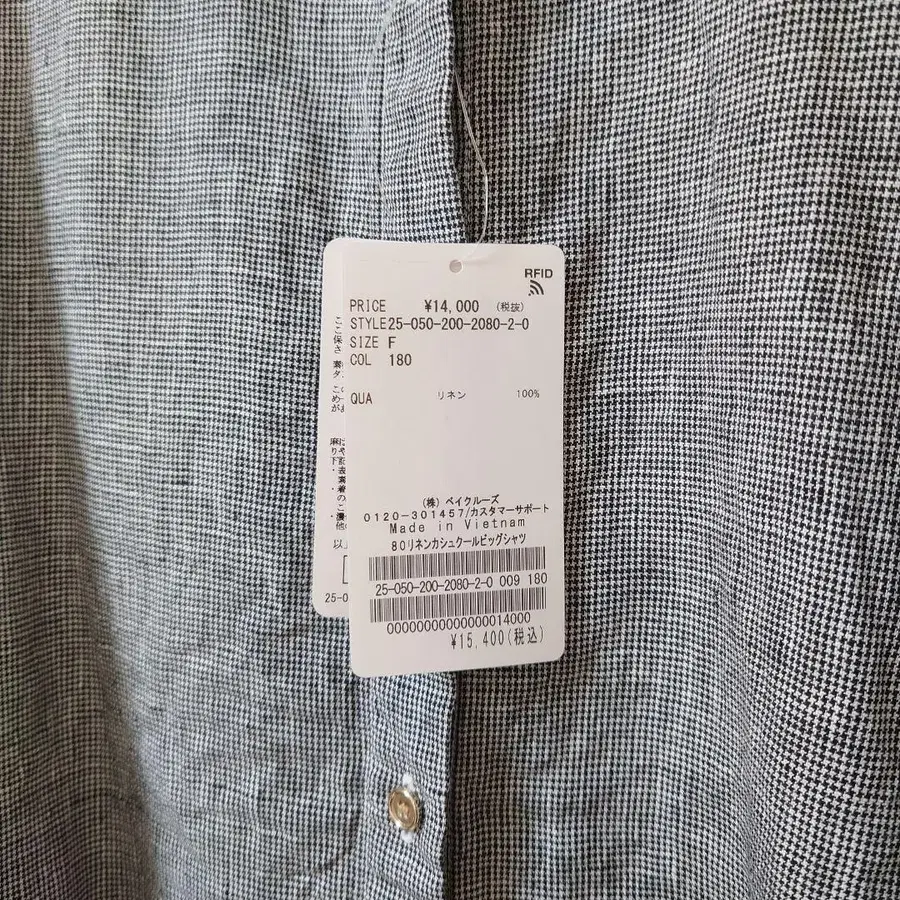 RFID
PRICE ¥14,000 (税抜)
STYLE25-050-200-2080-2-0
SIZE F
COL 180
QUA リネン 100%
(株) ベイクルーズ
0120-301457/カスタマーサポート
Made in Vietnam
80リネンカシュクールビッグシャツ
25-050-200-2080-2-0 009 180
00000000000000014000
¥15,400(税込)
25-0